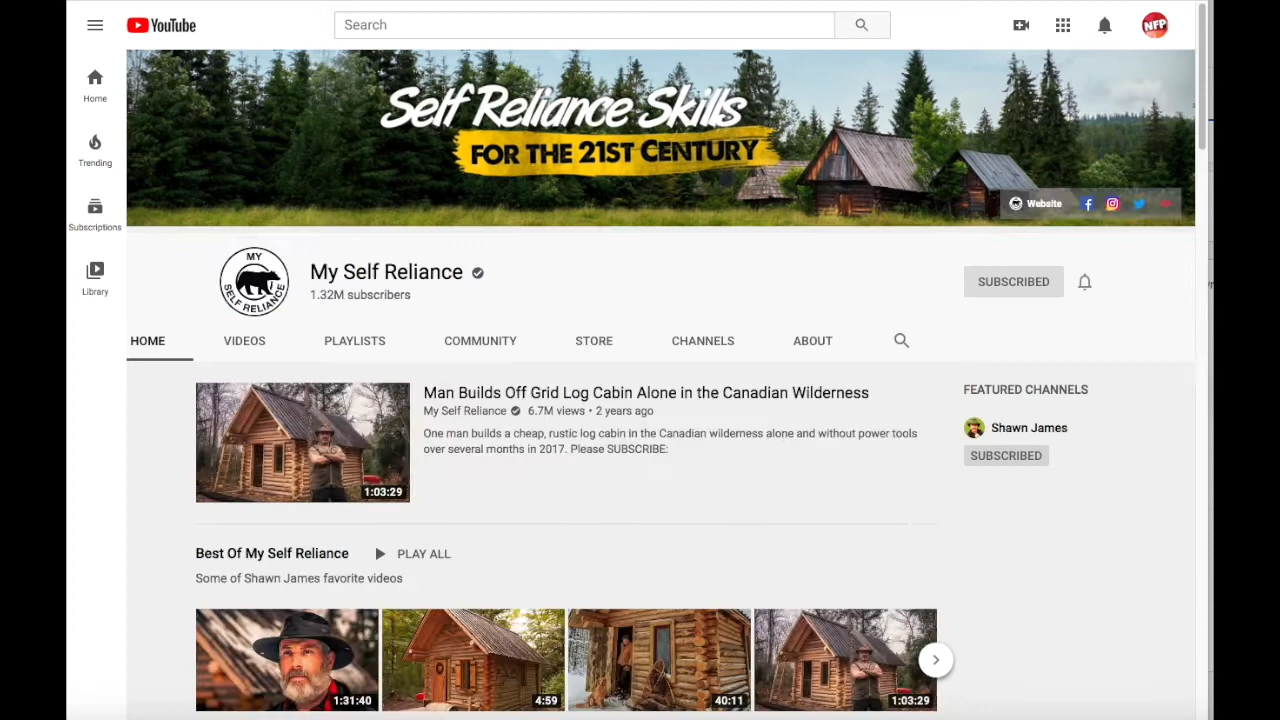 YouTube
Search
NFP
Home
Trending
Subscriptions
Library
Self Reliance Skills
FOR THE 21ST CENTURY
Website
MY
SELF RELIANCE
My Self Reliance
1.32M subscribers
SUBSCRIBED
HOME
VIDEOS
PLAYLISTS
COMMUNITY
STORE
CHANNELS
ABOUT
1:03:29
Man Builds Off Grid Log Cabin Alone in the Canadian Wilderness
My Self Reliance 6.7M views • 2 years ago
One man builds a cheap, rustic log cabin in the Canadian wilderness alone and without power tools
over several months in 2017. Please SUBSCRIBE:
FEATURED CHANNELS
Shawn James
SUBSCRIBED
Best Of My Self Reliance
PLAY ALL
Some of Shawn James favorite videos
1:31:40
4:59
40:11
1:03:29